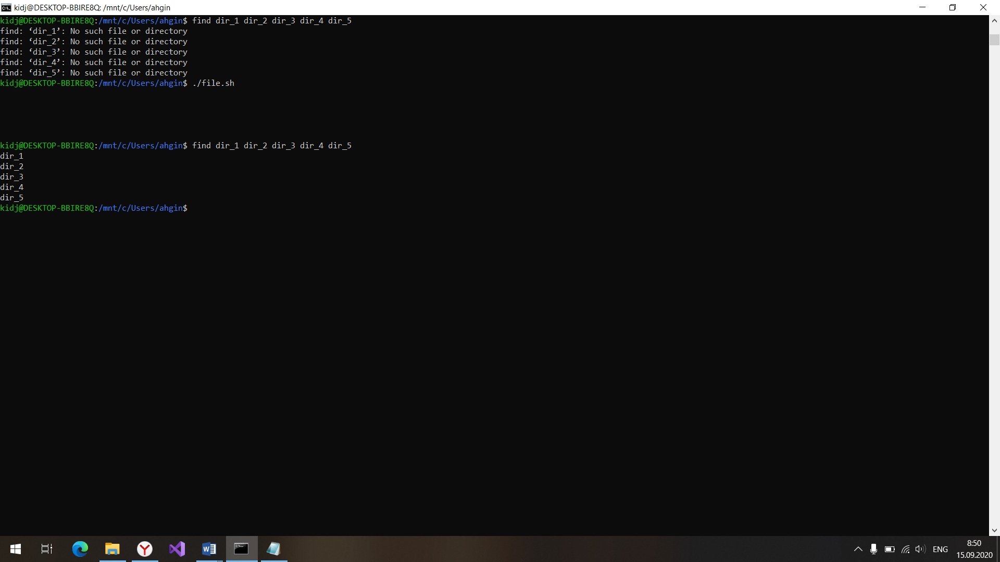 kidj@DESKTOP-BBIRE8Q: /mnt/c/Users/ahgin
kidj@DESKTOP-BBIRE8Q:/mnt/c/Users/ahgin$ find dir_1 dir_2 dir_3 dir_4 dir_5
find: ‘dir_1’: No such file or directory
find: ‘dir_2’: No such file or directory
find: ‘dir_3’: No such file or directory
find: ‘dir_4’: No such file or directory
find: ‘dir_5’: No such file or directory
kidj@DESKTOP-BBIRE8Q:/mnt/c/Users/ahgin$ ./file.sh
kidj@DESKTOP-BBIRE8Q:/mnt/c/Users/ahgin$ find dir_1 dir_2 dir_3 dir_4 dir_5
dir_1
dir_2
dir_3
dir_4
dir_5
kidj@DESKTOP-BBIRE8Q:/mnt/c/Users/ahgin$
ENG
8:50
15.09.2020